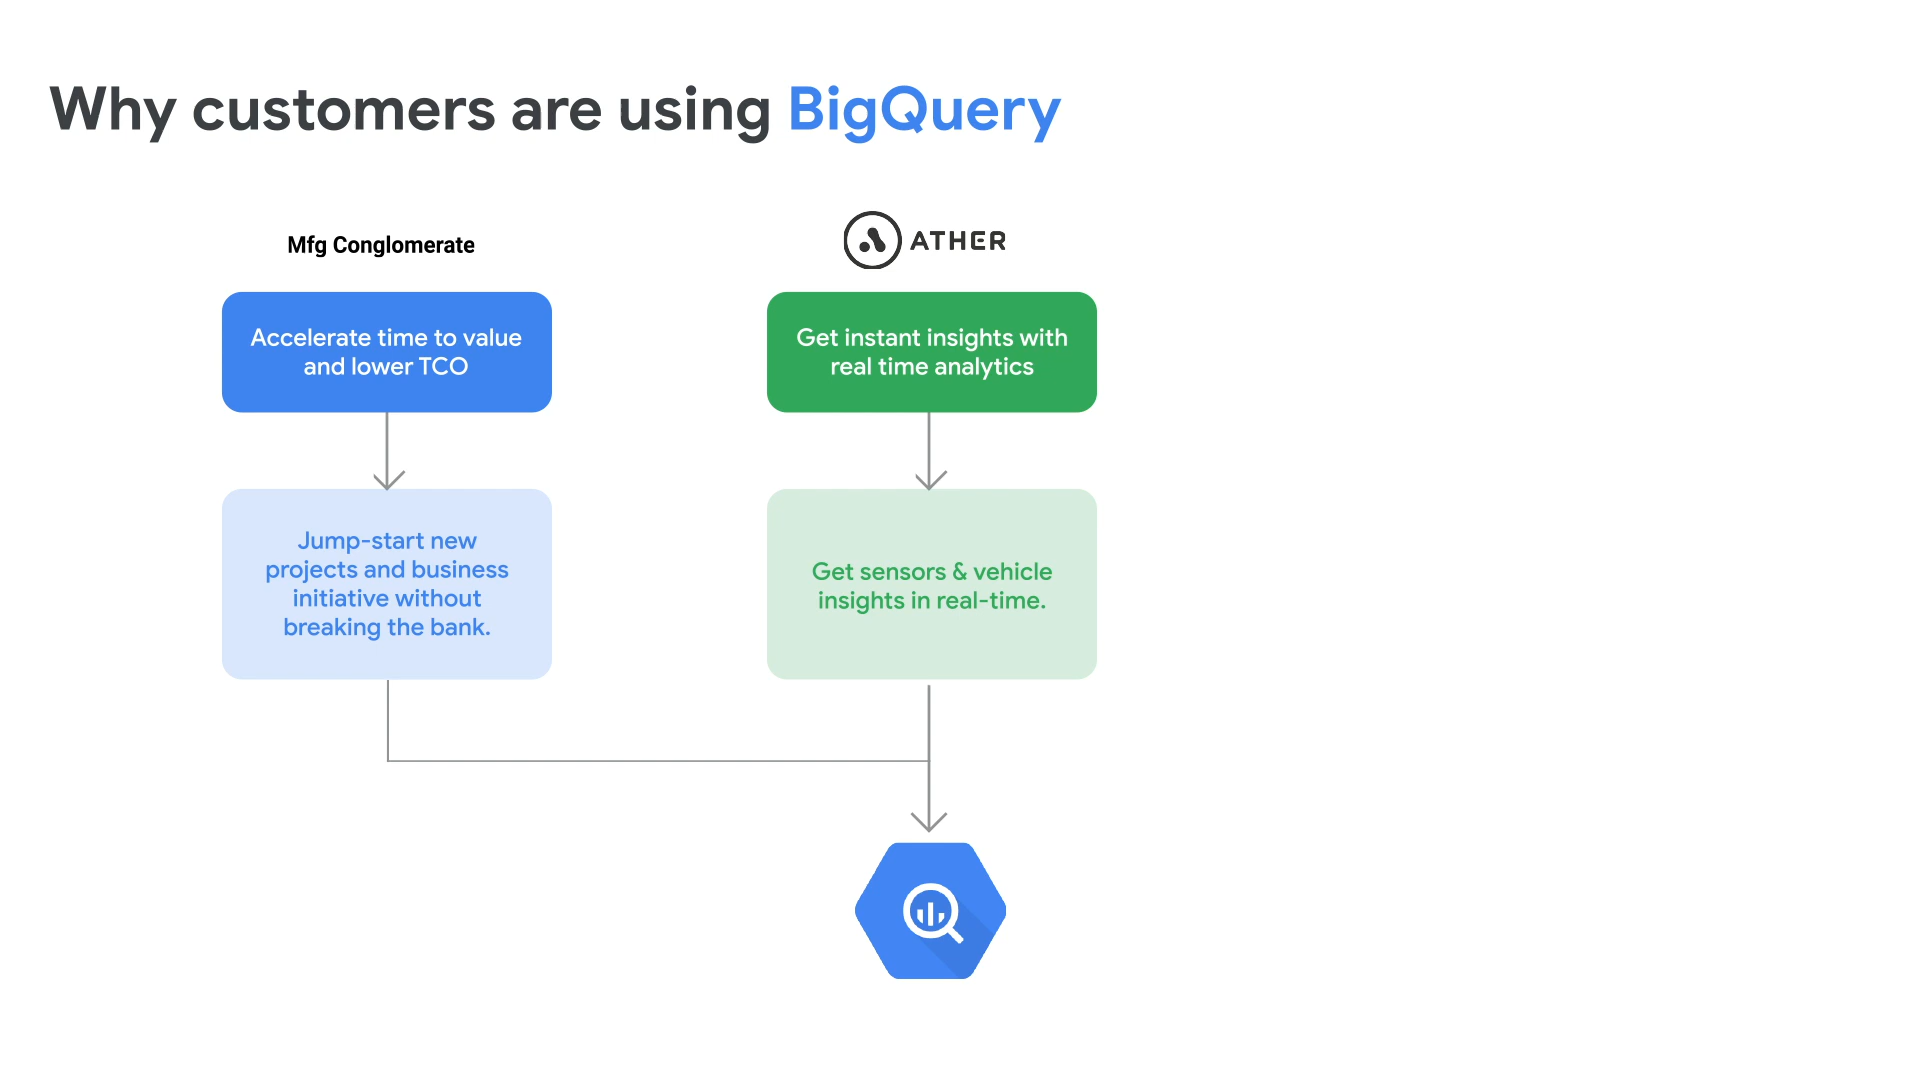 Why customers are using BigQuery
Mfg Conglomerate
Accelerate time to value
and lower TCO
Jump-start new
projects and business
initiative without
breaking the bank.
ATHER
Get instant insights with
real time analytics
Get sensors & vehicle
insights in real-time.